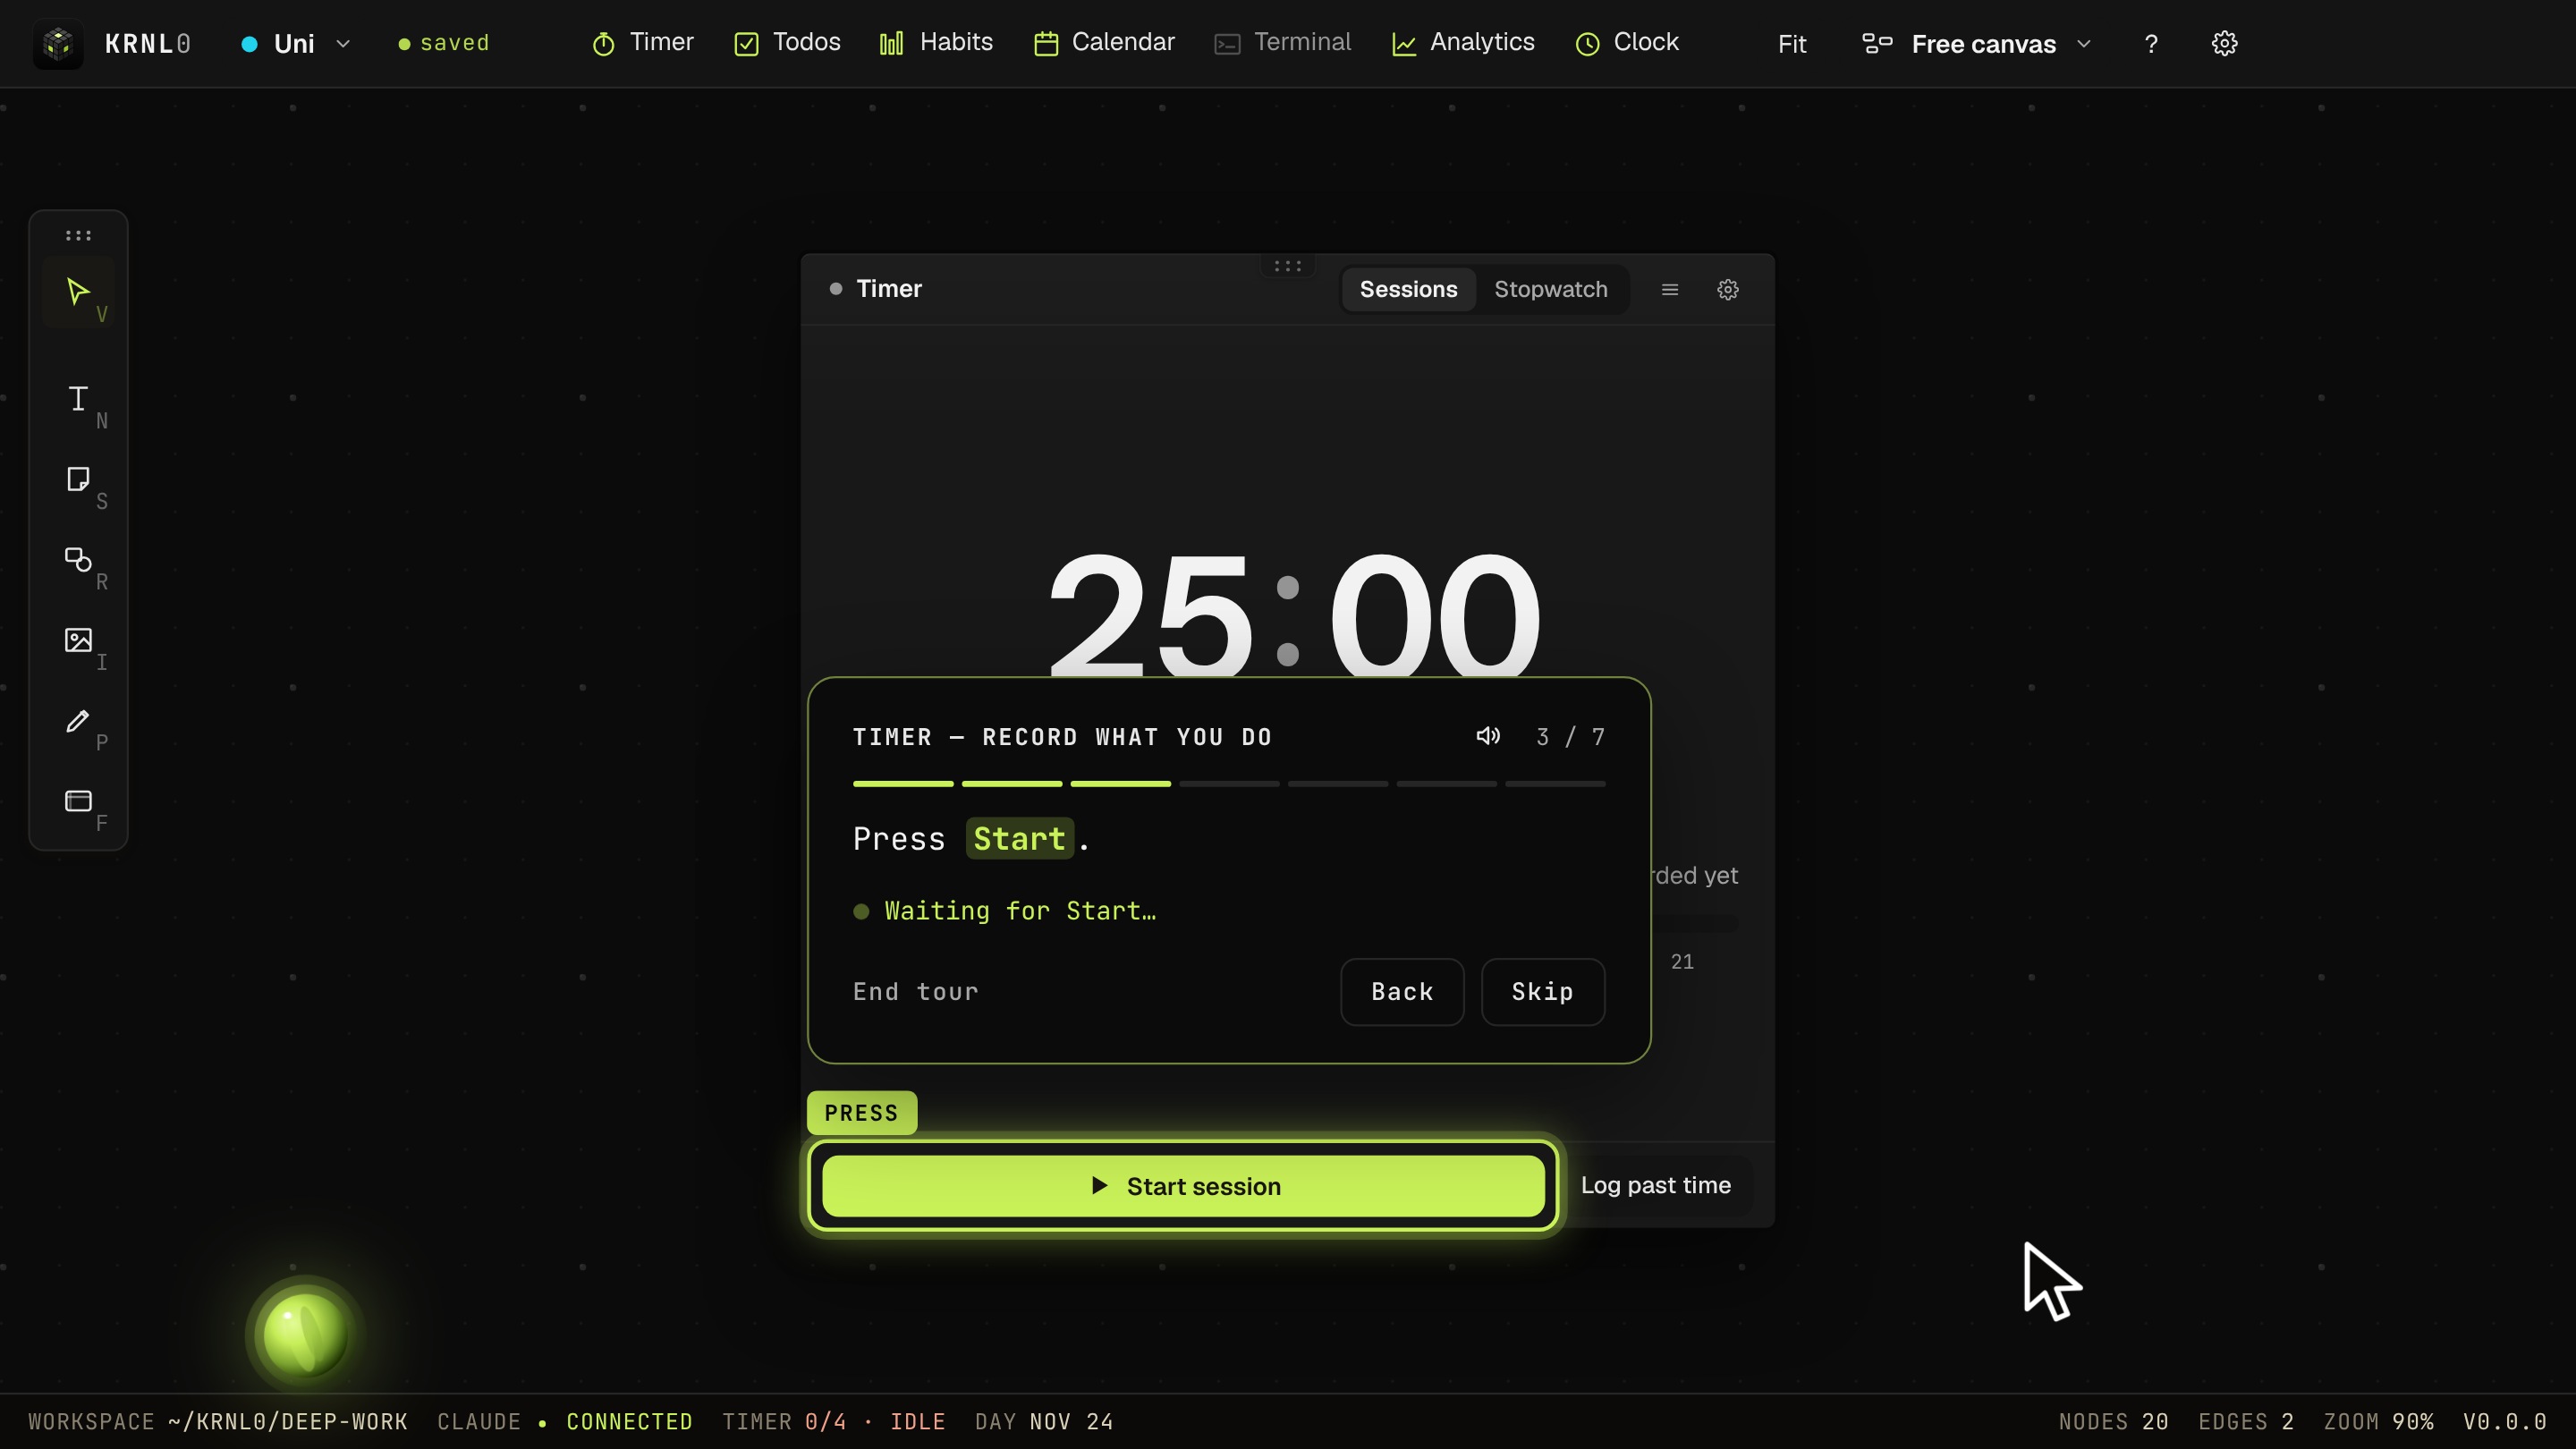 KRNL0 Uni saved Timer Todos Habits Calendar Terminal Analytics Clock Fit Free canvas ?
V
N
S
R
I
P
F
Timer Sessions Stopwatch
25:00
TIMER — RECORD WHAT YOU DO 3 / 7
Press Start.
rded yet
Waiting for Start…
21
End tour Back Skip
PRESS
Start session Log past time
WORKSPACE ~/KRNL0/DEEP-WORK CLAUDE • CONNECTED TIMER 0/4 · IDLE DAY NOV 24 NODES 20 EDGES 2 ZOOM 90% V0.0.0